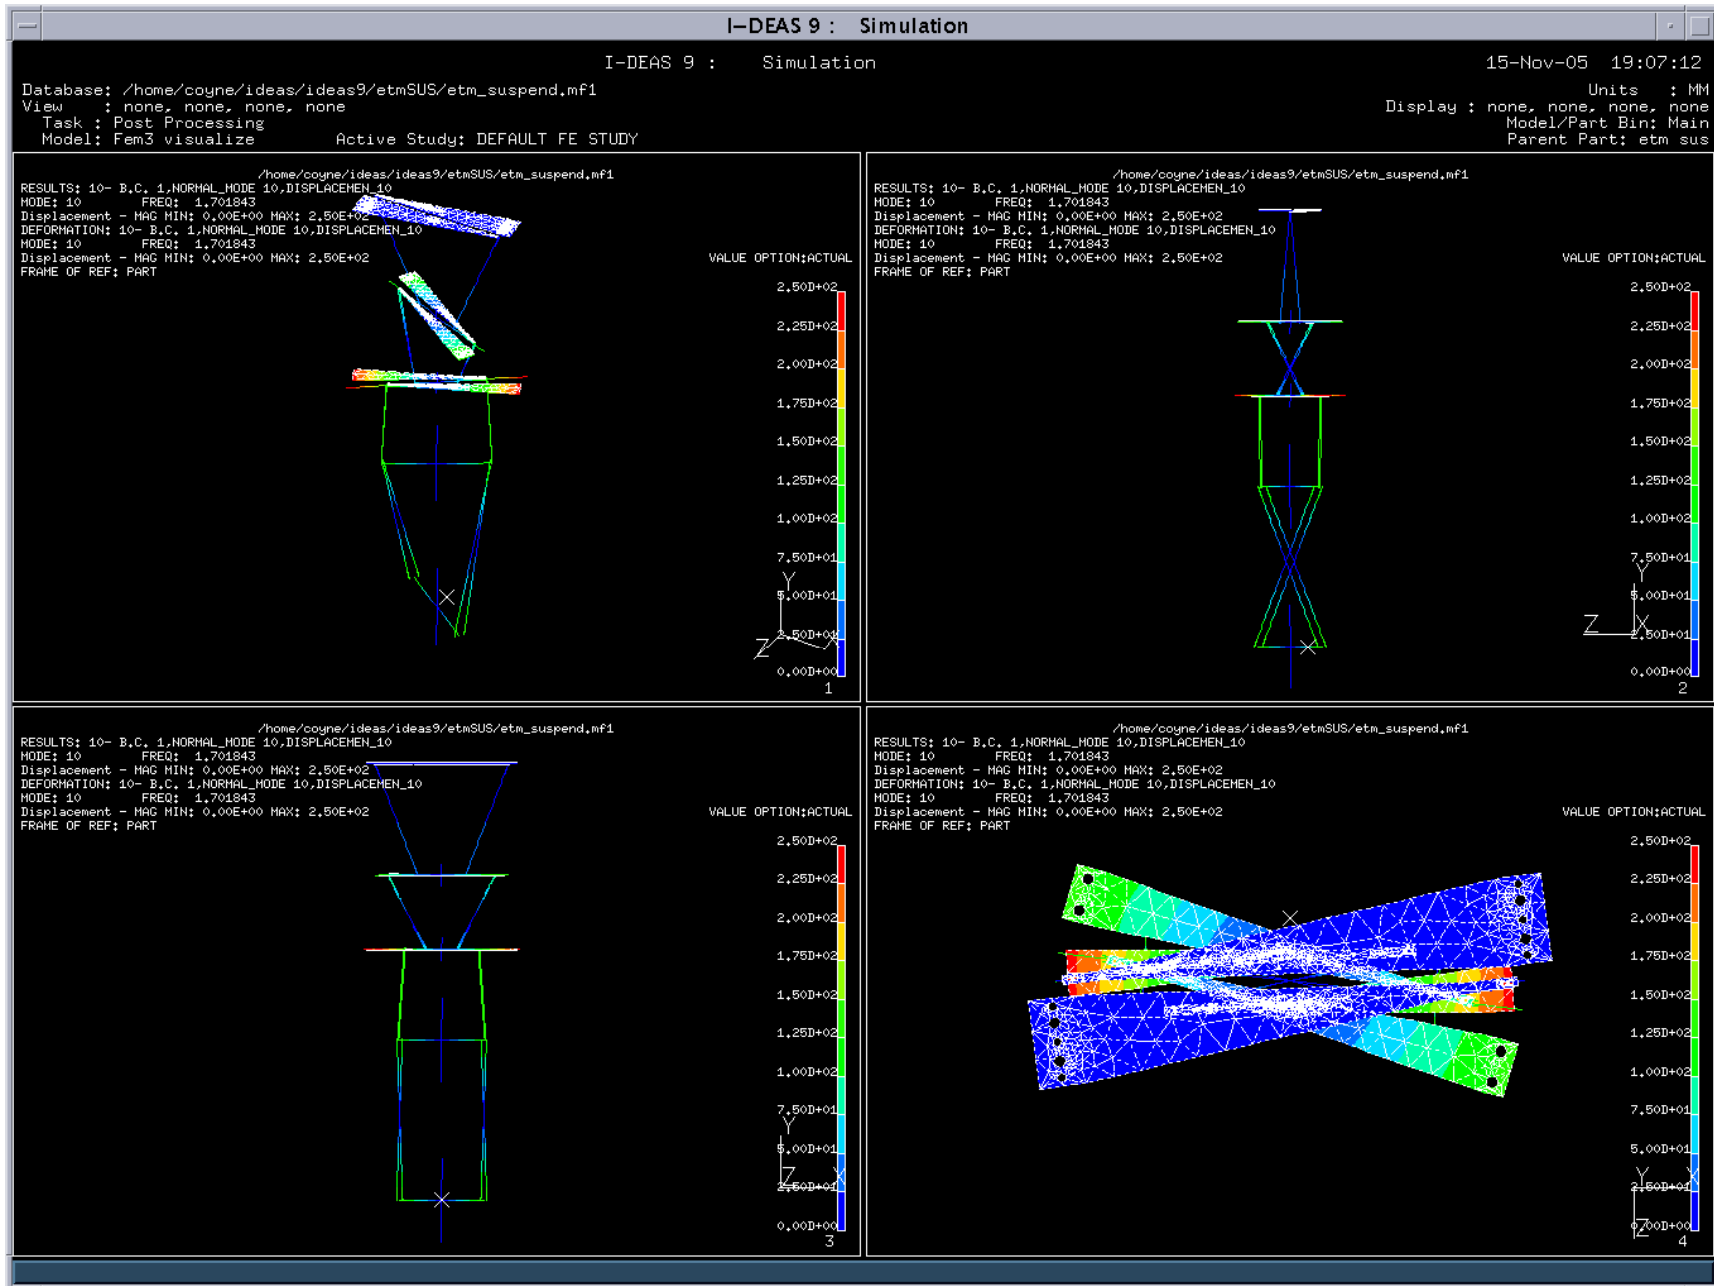 I-DEAS 9 :   Simulation
I-DEAS 9 :    Simulation
15-Nov-05  19:07:12
Database: /home/coyne/ideas/ideas9/etmSUS/etm_suspend.mf1
Units   : MM
View    : none, none, none, none
Display : none, none, none, none
Task : Post Processing
Model/Part Bin: Main
Model: Fem3 visualize
Active Study: DEFAULT FE STUDY
Parent Part: etm sus
/home/coyne/ideas/ideas9/etmSUS/etm_suspend.mf1
RESULTS: 10- B.C. 1,NORMAL_MODE 10,DISPLACEMEN_10
MODE: 10        FREQ:  1.701843
Displacement - MAG MIN: 0.00E+00 MAX: 2.50E+02
DEFORMATION: 10- B.C. 1,NORMAL_MODE 10,DISPLACEMEN_10
MODE: 10        FREQ:  1.701843
Displacement - MAG MIN: 0.00E+00 MAX: 2.50E+02
FRAME OF REF: PART
VALUE OPTION:ACTUAL
2.50D+02
2.25D+02
2.00D+02
1.75D+02
1.50D+02
1.25D+02
1.00D+02
7.50D+01
Y
5.00D+01
2.50D+01
Z
X
0.00D+00
1
/home/coyne/ideas/ideas9/etmSUS/etm_suspend.mf1
RESULTS: 10- B.C. 1,NORMAL_MODE 10,DISPLACEMEN_10
MODE: 10        FREQ:  1.701843
Displacement - MAG MIN: 0.00E+00 MAX: 2.50E+02
DEFORMATION: 10- B.C. 1,NORMAL_MODE 10,DISPLACEMEN_10
MODE: 10        FREQ:  1.701843
Displacement - MAG MIN: 0.00E+00 MAX: 2.50E+02
FRAME OF REF: PART
VALUE OPTION:ACTUAL
2.50D+02
2.25D+02
2.00D+02
1.75D+02
1.50D+02
1.25D+02
1.00D+02
7.50D+01
Y
5.00D+01
Z
X
2.50D+01
0.00D+00
2
/home/coyne/ideas/ideas9/etmSUS/etm_suspend.mf1
RESULTS: 10- B.C. 1,NORMAL_MODE 10,DISPLACEMEN_10
MODE: 10        FREQ:  1.701843
Displacement - MAG MIN: 0.00E+00 MAX: 2.50E+02
DEFORMATION: 10- B.C. 1,NORMAL_MODE 10,DISPLACEMEN_10
MODE: 10        FREQ:  1.701843
Displacement - MAG MIN: 0.00E+00 MAX: 2.50E+02
FRAME OF REF: PART
VALUE OPTION:ACTUAL
2.50D+02
2.25D+02
2.00D+02
1.75D+02
1.50D+02
1.25D+02
1.00D+02
7.50D+01
Y
5.00D+01
Z
X
2.50D+01
0.00D+00
3
/home/coyne/ideas/ideas9/etmSUS/etm_suspend.mf1
RESULTS: 10- B.C. 1,NORMAL_MODE 10,DISPLACEMEN_10
MODE: 10        FREQ:  1.701843
Displacement - MAG MIN: 0.00E+00 MAX: 2.50E+02
DEFORMATION: 10- B.C. 1,NORMAL_MODE 10,DISPLACEMEN_10
MODE: 10        FREQ:  1.701843
Displacement - MAG MIN: 0.00E+00 MAX: 2.50E+02
FRAME OF REF: PART
VALUE OPTION:ACTUAL
2.50D+02
2.25D+02
2.00D+02
1.75D+02
1.50D+02
1.25D+02
1.00D+02
7.50D+01
5.00D+01
Y
X
2.50D+01
Z
0.00D+00
4